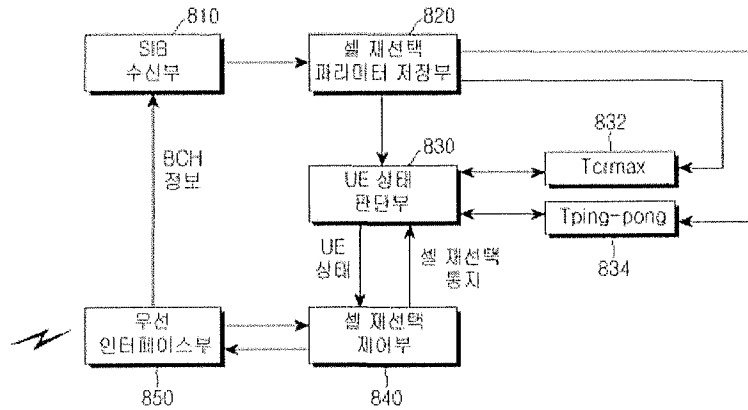 810
SIB
수신부
820
셀 재선택
파라미터 저장부
832
Tcrmax
830
UE 상태
판단부
BCH
정보
Tping-pong
834
UE
상태
셀 재선택
통지
무선
인터페이스부
850
셀 재선택
제어부
840